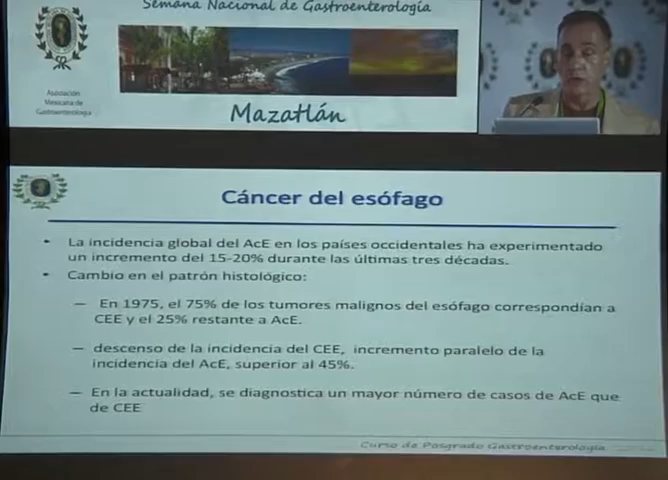 Semana Nacional de Gastroenterología
Asociación
Mexicana de
Gastroenterología
Mazatlán
Cáncer del esófago
• La incidencia global del AcE en los países occidentales ha experimentado
un incremento del 15-20% durante las últimas tres décadas.
• Cambio en el patrón histológico:
– En 1975, el 75% de los tumores malignos del esófago correspondían a
CEE y el 25% restante a AcE.
– descenso de la incidencia del CEE, incremento paralelo de la
incidencia del AcE, superior al 45%.
– En la actualidad, se diagnostica un mayor número de casos de AcE que
de CEE
Curso de Posgrado Gastroenterología